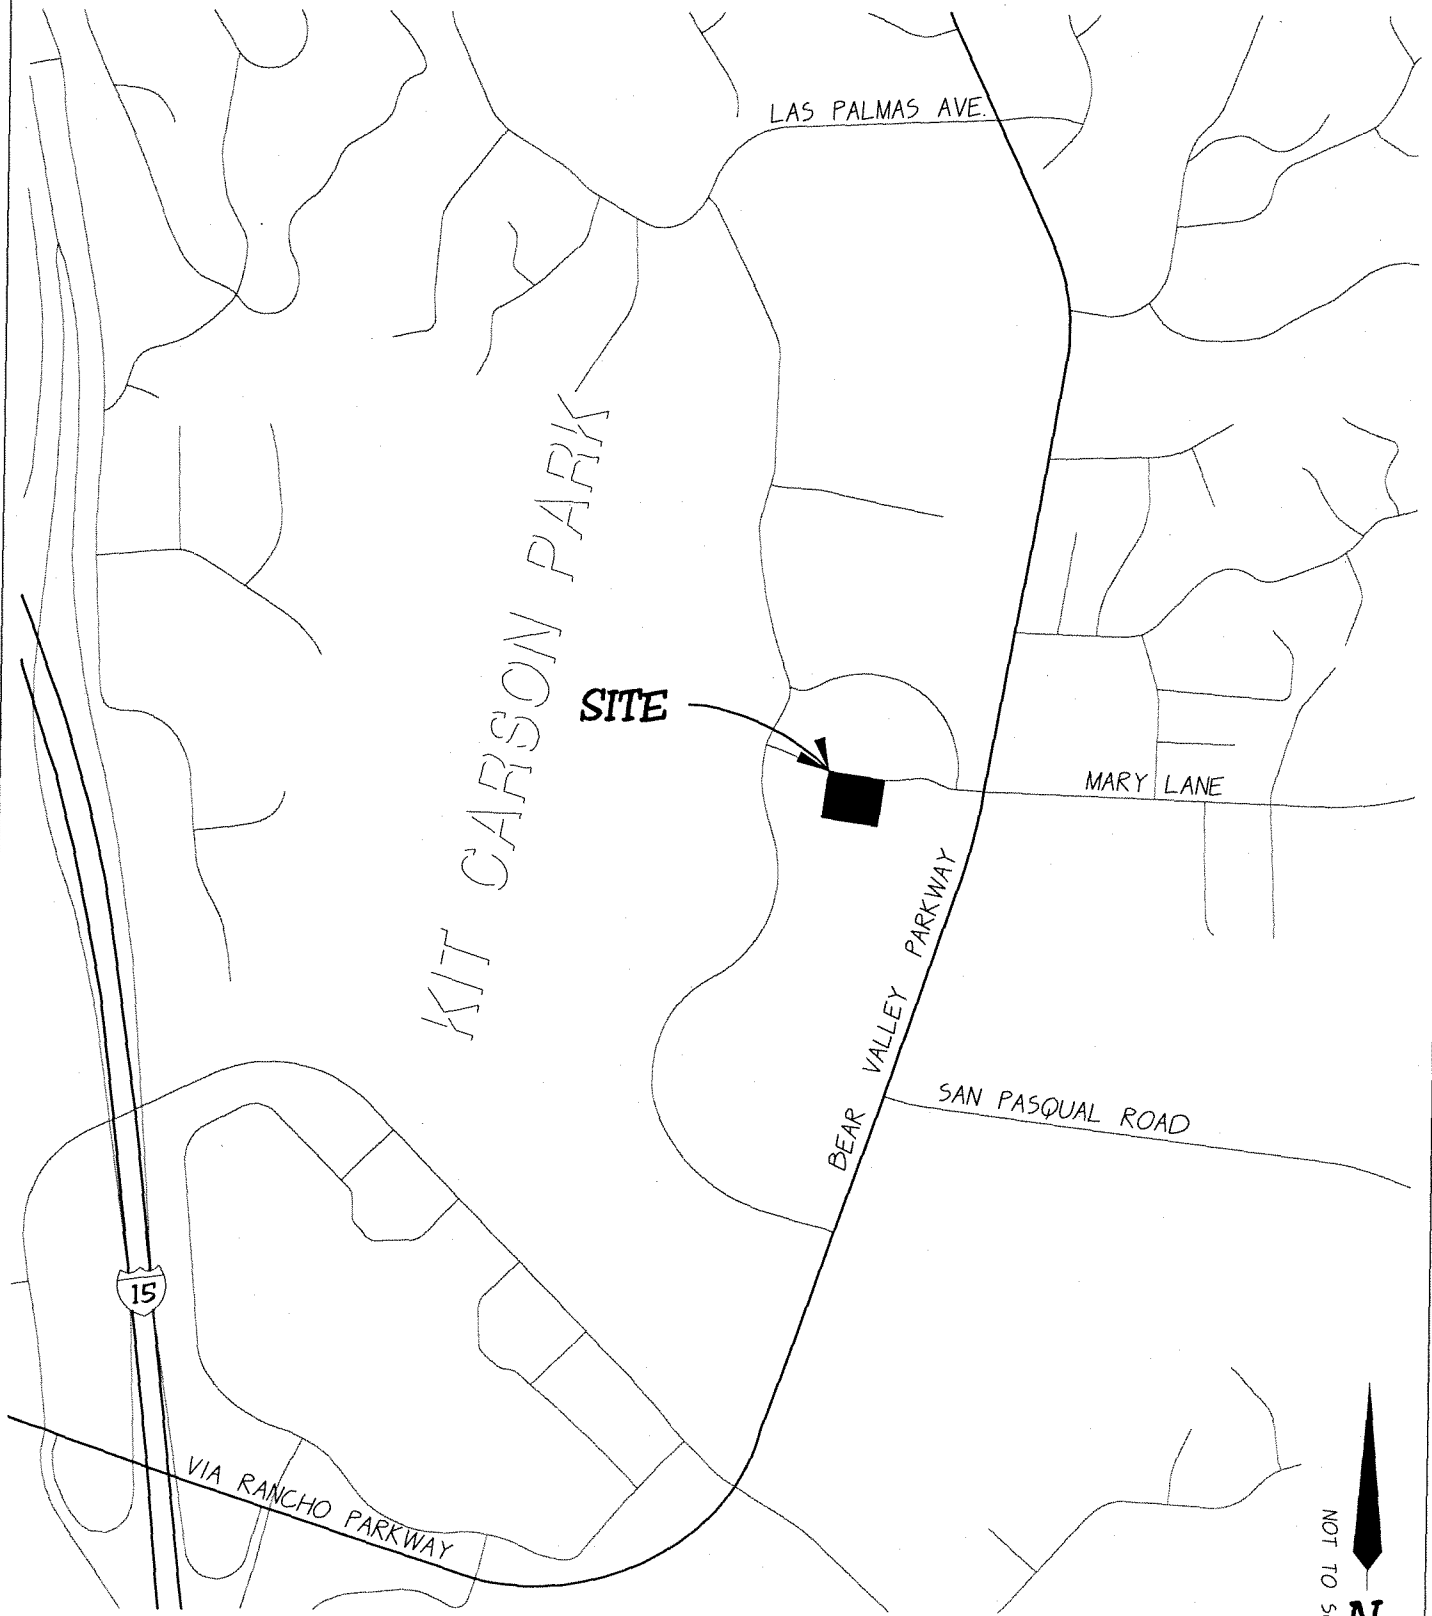 LAS PALMAS AVE.
KIT CARSON PARK
SITE
MARY LANE
BEAR VALLEY PARKWAY
SAN PASQUAL ROAD
15
VIA RANCHO PARKWAY
NOT TO
N